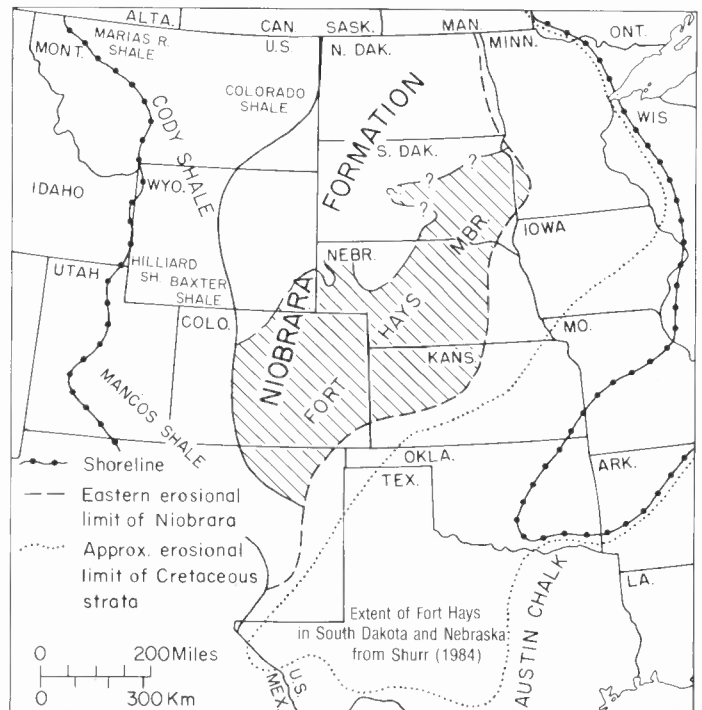 ALTA.
CAN.
SASK.
MAN.
ONT.
MONT.
MARIAS R.
SHALE
U.S.
N. DAK.
MINN.
COLORADO
SHALE
WIS.
CODY SHALE
FORMATION
S. DAK.
?
?
?
?
IDAHO
WYO.
MBR.
IOWA
UTAH
HILLIARD
SH.
BAXTER
SHALE
NEBR.
NIOBRARA
HAYS
COLO.
MO.
KANS.
FORT
MANCOS SHALE
OKLA.
ARK.
TEX.
Shoreline
Eastern erosional
limit of Niobrara
Approx. erosional
limit of Cretaceous
strata
LA.
AUSTIN CHALK
Extent of Fort Hays
in South Dakota and Nebraska
from Shurr (1984)
U.S.
MEX.
0 200 Miles
0 300 Km